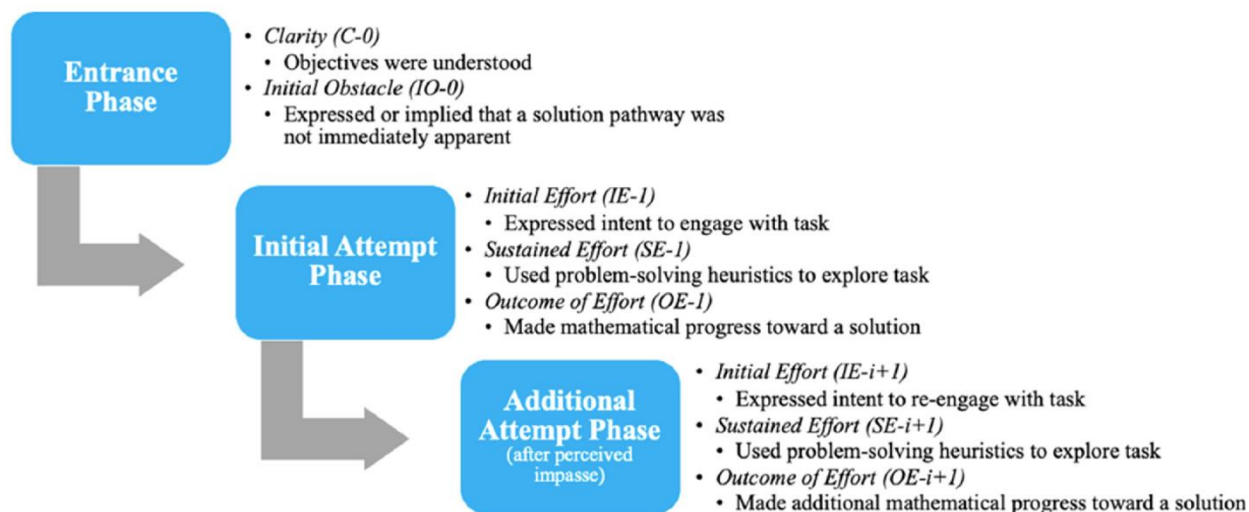 Entrance
Phase
• Clarity (C-0)
• Objectives were understood
• Initial Obstacle (IO-0)
• Expressed or implied that a solution pathway was
not immediately apparent
Initial Attempt
Phase
• Initial Effort (IE-1)
• Expressed intent to engage with task
• Sustained Effort (SE-1)
• Used problem-solving heuristics to explore task
• Outcome of Effort (OE-1)
• Made mathematical progress toward a solution
Additional
Attempt Phase
(after perceived
impasse)
• Initial Effort (IE-i+1)
• Expressed intent to re-engage with task
• Sustained Effort (SE-i+1)
• Used problem-solving heuristics to explore task
• Outcome of Effort (OE-i+1)
• Made additional mathematical progress toward a solution